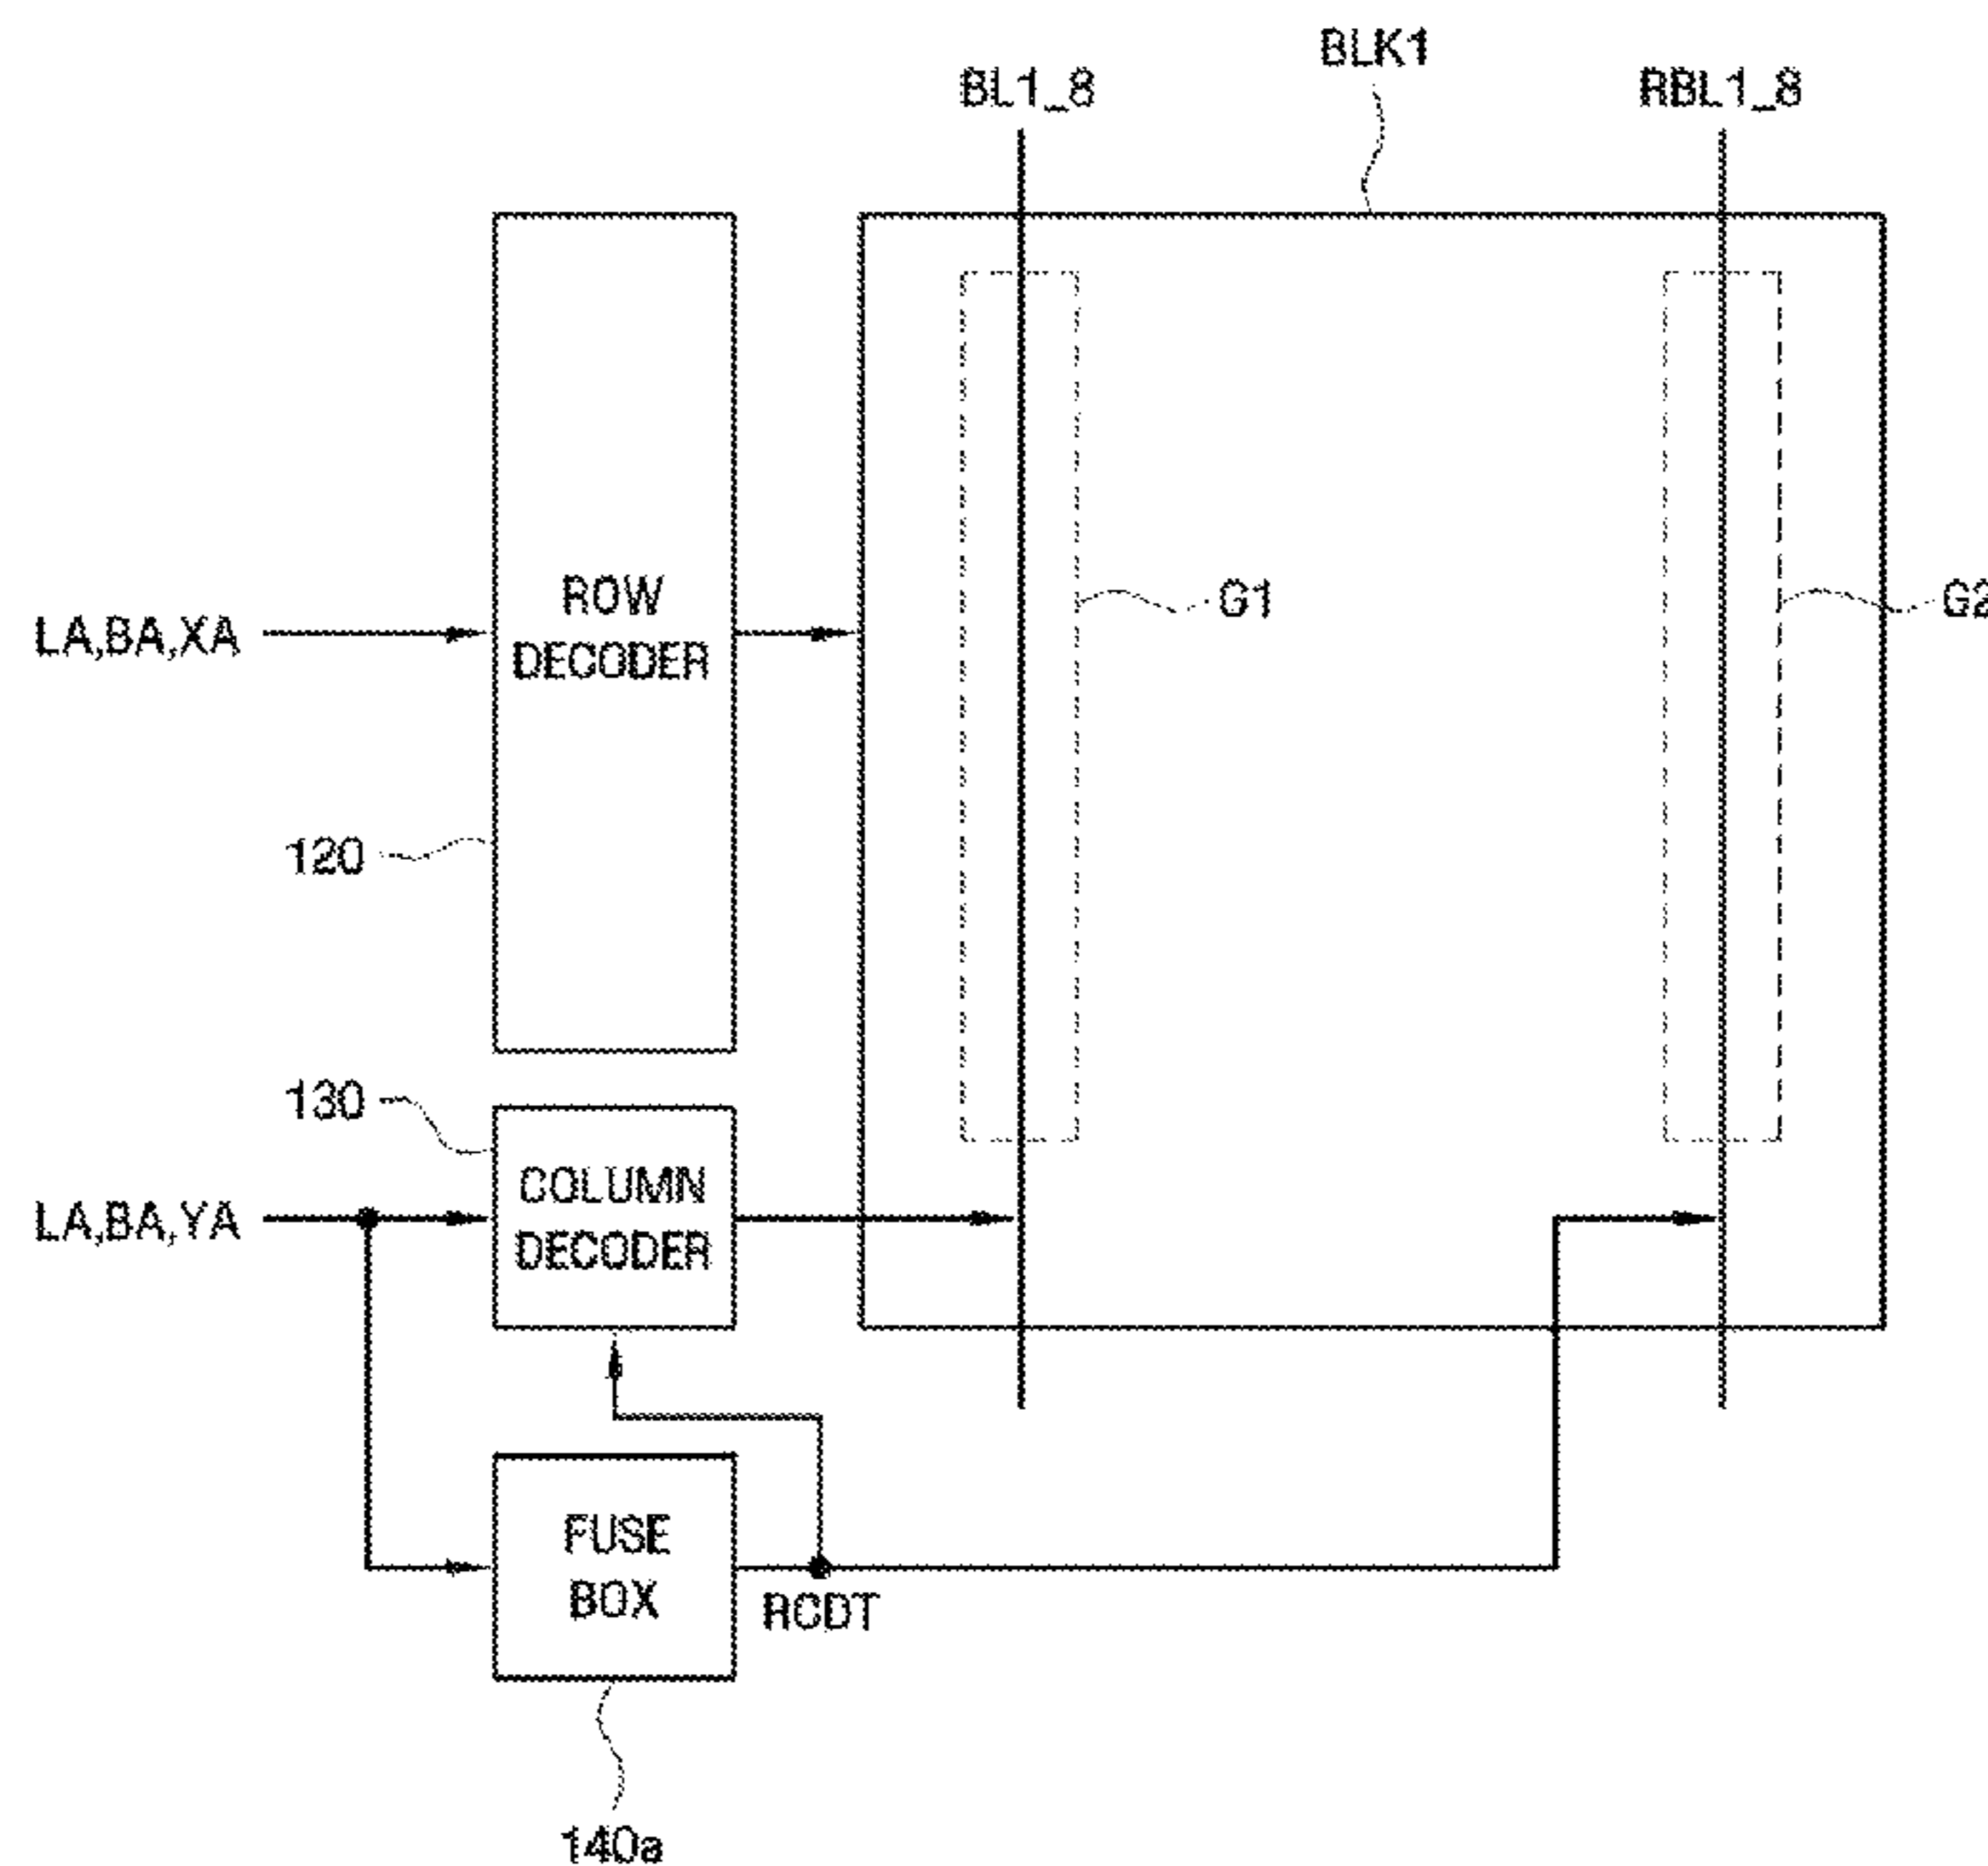 BLK1
BL1_8
RBL1_8
ROW
DECODER
LA,BA,XA
G1
G2
120
130
COLUMN
DECODER
LA,BA,YA
FUSE
BOX
RCDT
140a